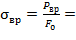 σвр = Pвр/F₀ =